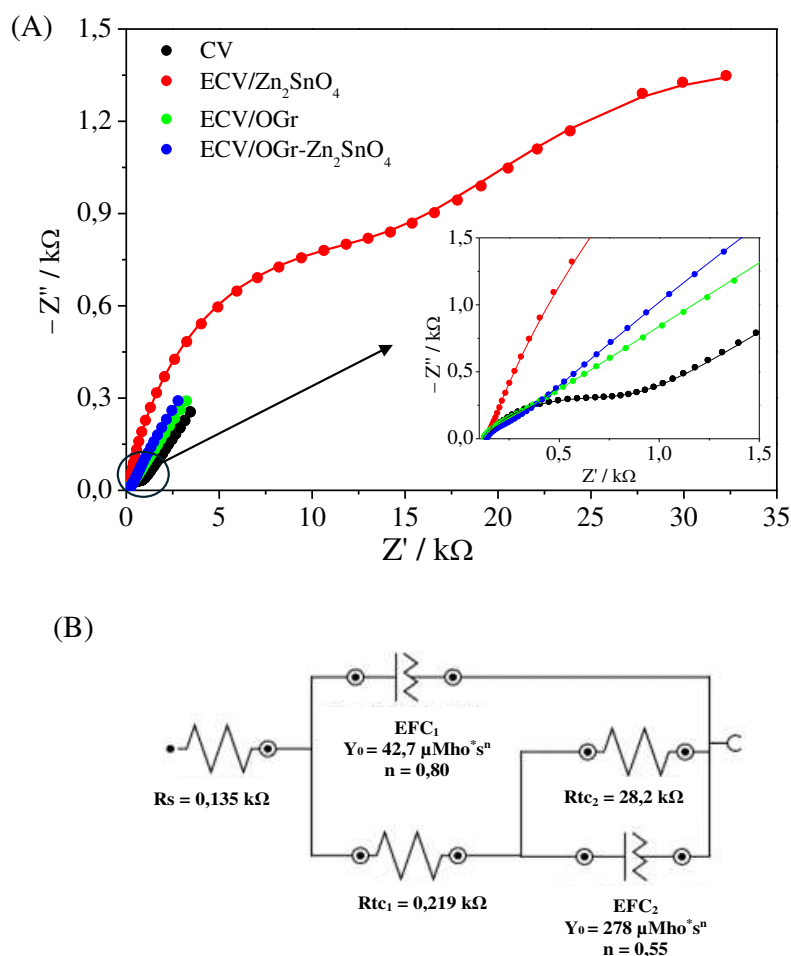 (A)
1,5
1,2
0,9
0,6
0,3
0,0
− Z'' / kΩ
CV
ECV/Zn₂SnO₄
ECV/OGr
ECV/OGr-Zn₂SnO₄
1,5
1,0
0,5
0,0
− Z'' / kΩ
0,5 1,0 1,5
Z' / kΩ
0 5 10 15 20 25 30 35
Z' / kΩ
(B)
EFC₁
Y₀ = 42,7 µMho*sⁿ
n = 0,80
Rs = 0,135 kΩ
Rtc₂ = 28,2 kΩ
Rtc₁ = 0,219 kΩ
EFC₂
Y₀ = 278 µMho*sⁿ
n = 0,55